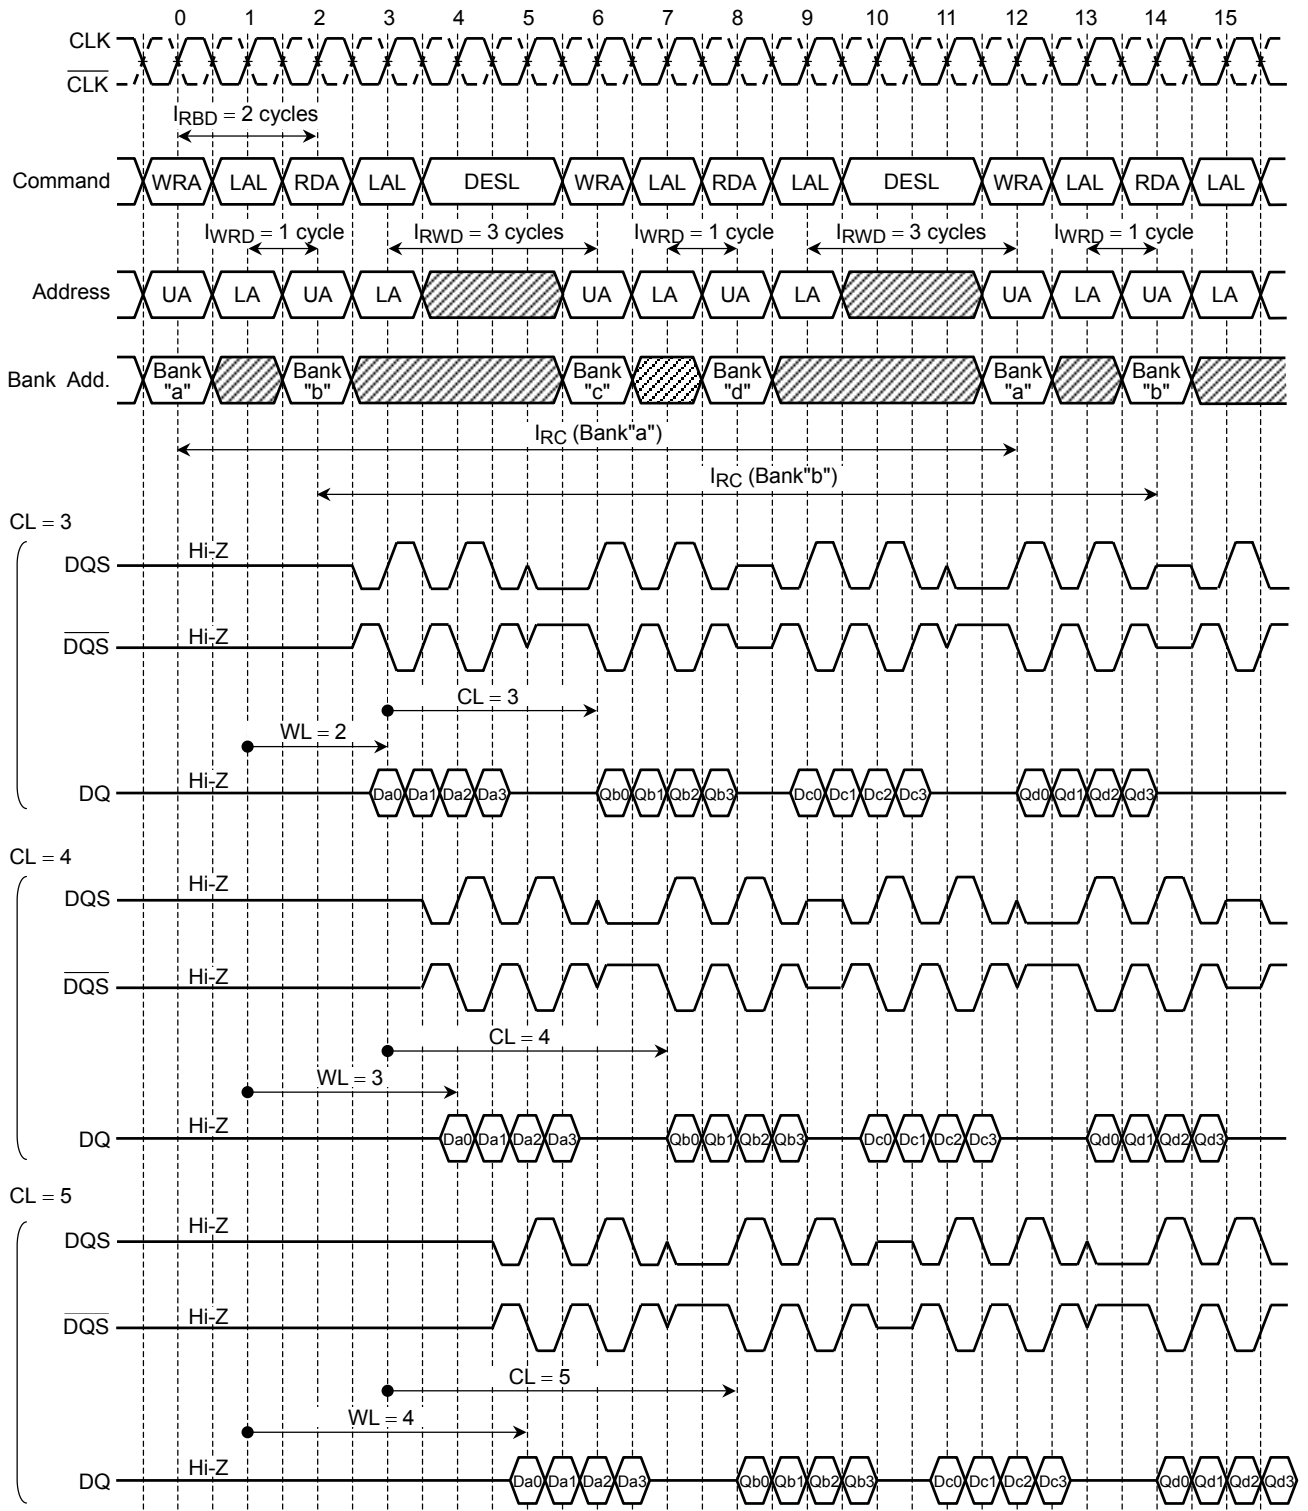 0 1 2 3 4 5 6 7 8 9 10 11 12 13 14 15
CLK
CLK
IRBD = 2 cycles
Command WRA LAL RDA LAL DESL WRA LAL RDA LAL DESL WRA LAL RDA LAL
IWRD = 1 cycle IRWD = 3 cycles IWRD = 1 cycle IRWD = 3 cycles IWRD = 1 cycle
Address UA LA UA LA UA LA UA LA UA LA UA LA
Bank Add. Bank "a" Bank "b" Bank "c" Bank "d" Bank "a" Bank "b"
IRC (Bank"a")
IRC (Bank"b")
CL = 3
DQS Hi-Z
DQS Hi-Z
CL = 3
WL = 2
DQ Hi-Z Da0 Da1 Da2 Da3 Qb0 Qb1 Qb2 Qb3 Dc0 Dc1 Dc2 Dc3 Qd0 Qd1 Qd2 Qd3
CL = 4
DQS Hi-Z
DQS Hi-Z
CL = 4
WL = 3
DQ Hi-Z Da0 Da1 Da2 Da3 Qb0 Qb1 Qb2 Qb3 Dc0 Dc1 Dc2 Dc3 Qd0 Qd1 Qd2 Qd3
CL = 5
DQS Hi-Z
DQS Hi-Z
CL = 5
WL = 4
DQ Hi-Z Da0 Da1 Da2 Da3 Qb0 Qb1 Qb2 Qb3 Dc0 Dc1 Dc2 Dc3 Qd0 Qd1 Qd2 Qd3